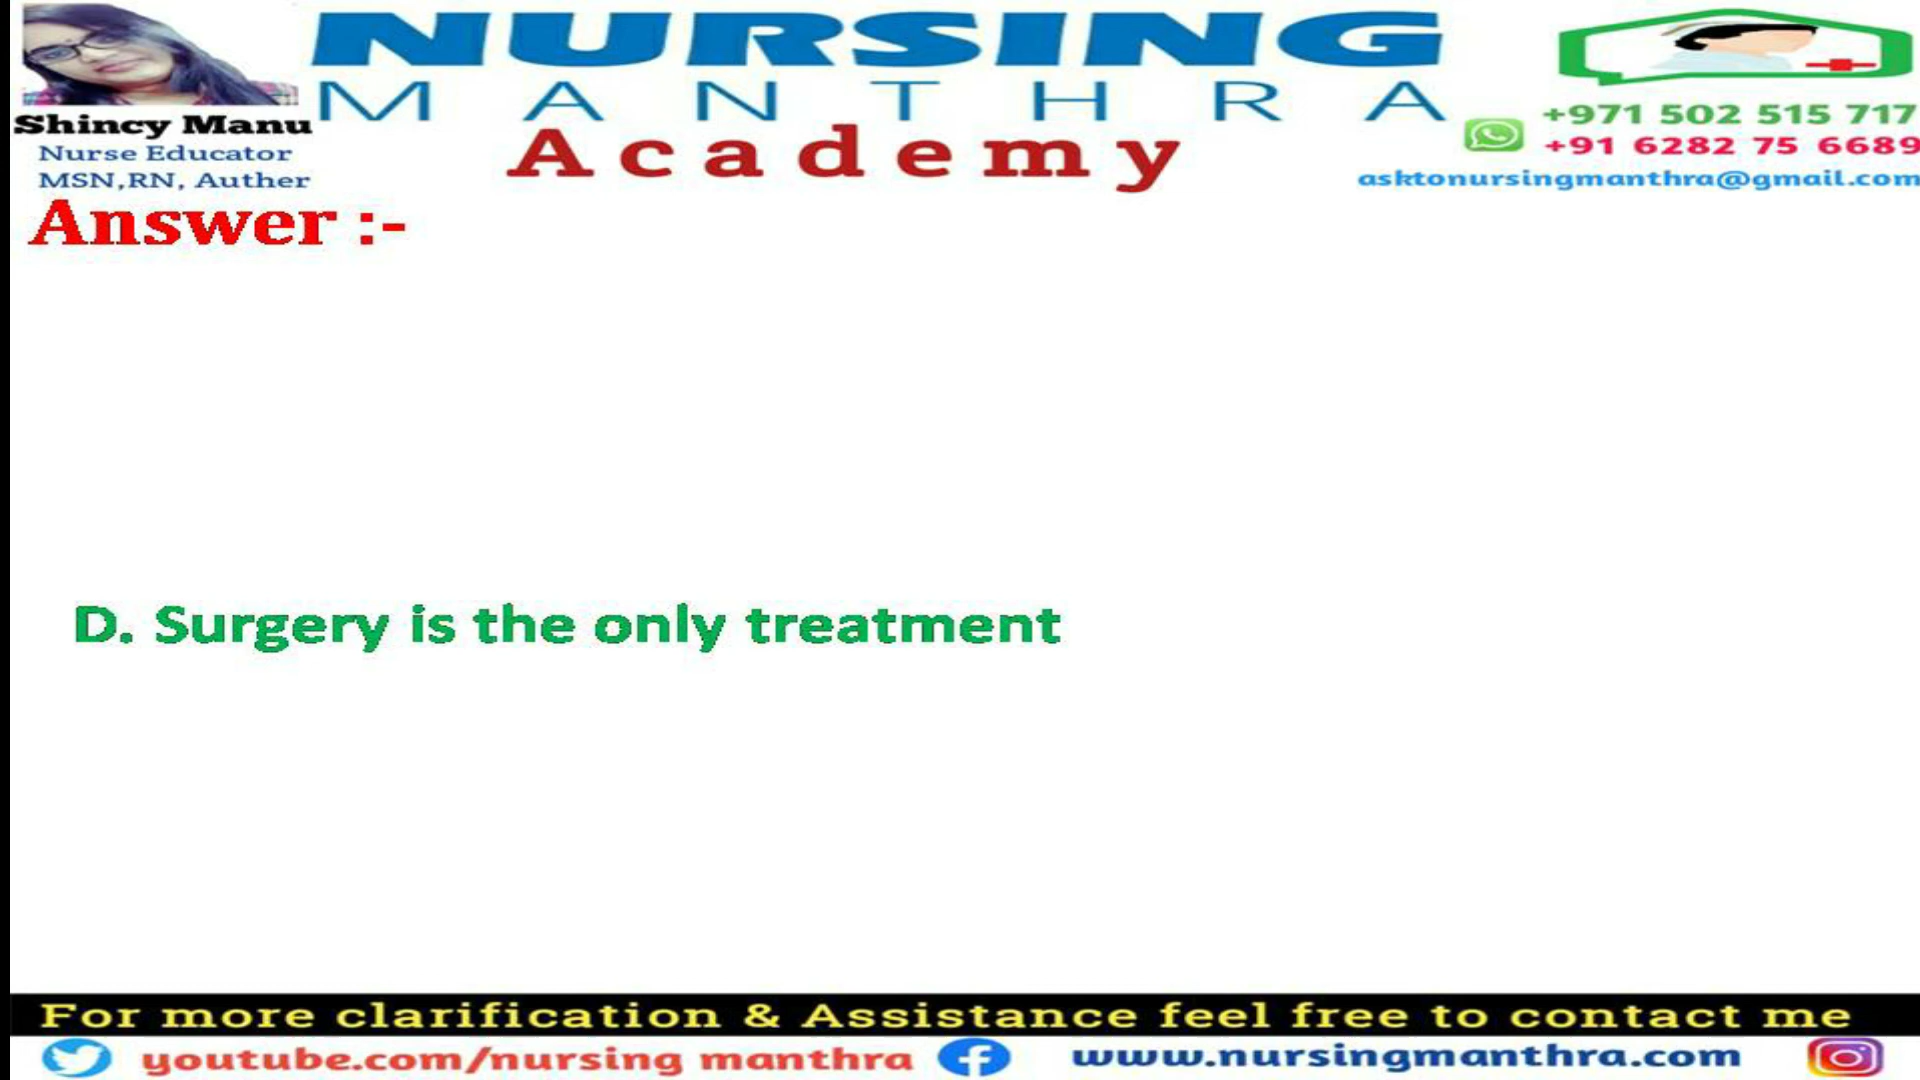 NURSING
MANTHRA
Academy
Shincy Manu
Nurse Educator
MSN,RN, Auther
+971 502 515 717
+91 6282 75 6689
asktonursingmanthra@gmail.com
Answer :-
D. Surgery is the only treatment
For more clarification & Assistance feel free to contact me
youtube.com/nursing manthra
www.nursingmanthra.com